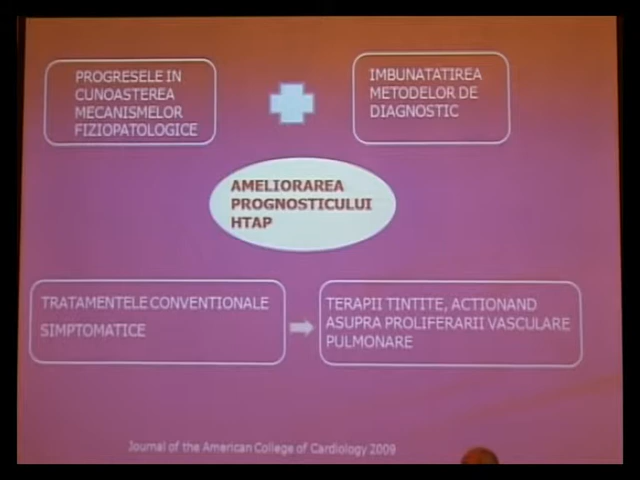 PROGRESELE IN
CUNOASTEREA
MECANISMELOR
FIZIOPATOLOGICE
IMBUNATATIREA
METODELOR DE
DIAGNOSTIC
AMELIORAREA
PROGNOSTICULUI
HTAP
TRATAMENTELE CONVENTIONALE
SIMPTOMATICE
TERAPII TINTITE, ACTIONAND
ASUPRA PROLIFERARII VASCULARE
PULMONARE
Journal of the American College of Cardiology 2009